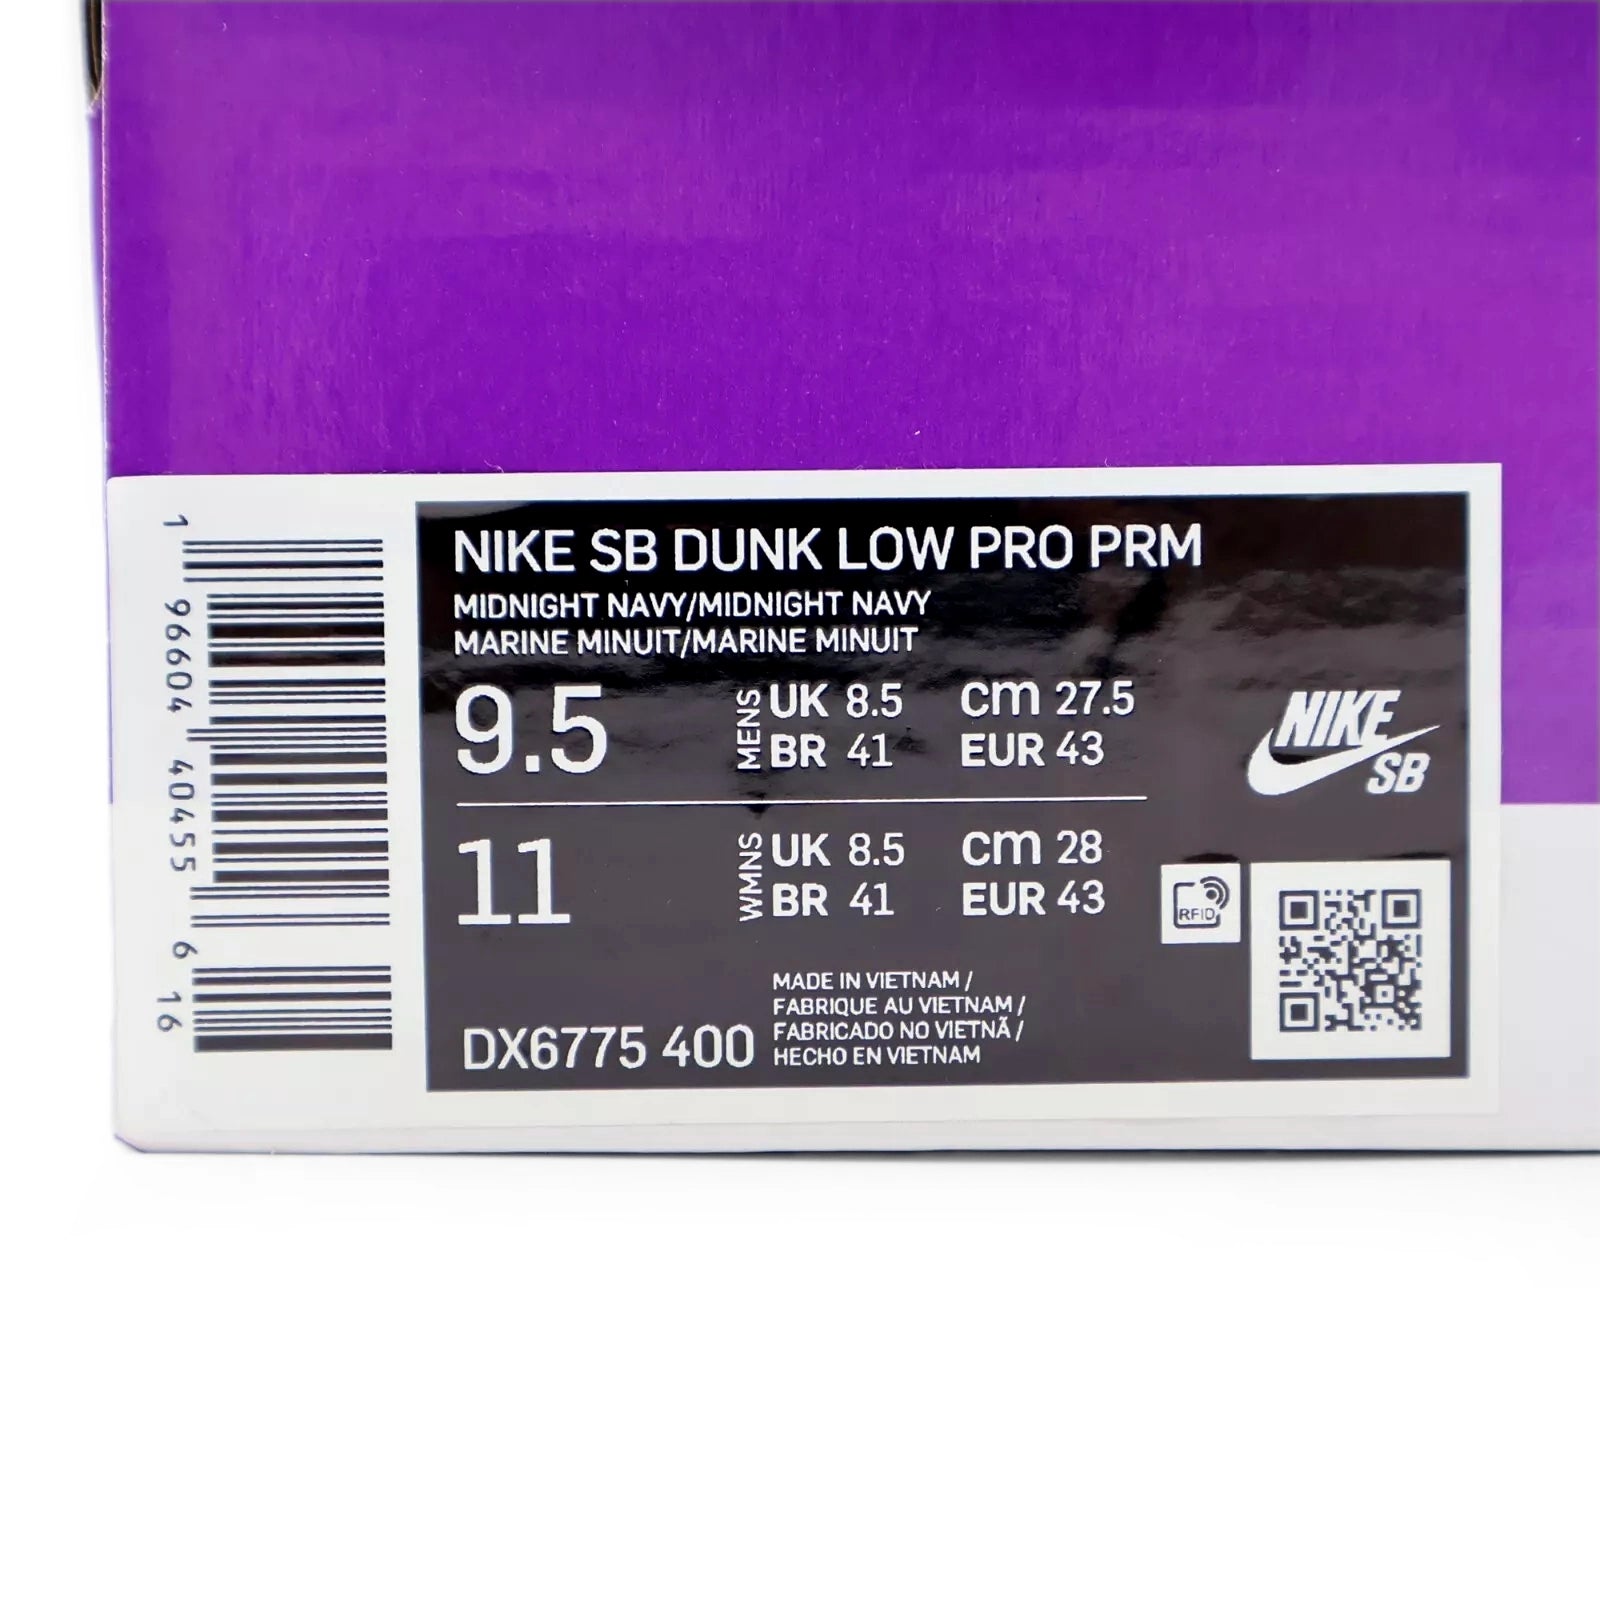 1 96604 40455 6 16
NIKE SB DUNK LOW PRO PRM
MIDNIGHT NAVY/MIDNIGHT NAVY
MARINE MINUIT/MARINE MINUIT
9.5 MENS UK 8.5 cm 27.5
BR 41 EUR 43
NIKE
SB
11 WMNS UK 8.5 cm 28
BR 41 EUR 43
RFID
DX6775 400
MADE IN VIETNAM /
FABRIQUE AU VIETNAM /
FABRICADO NO VIETNÃ /
HECHO EN VIETNAM